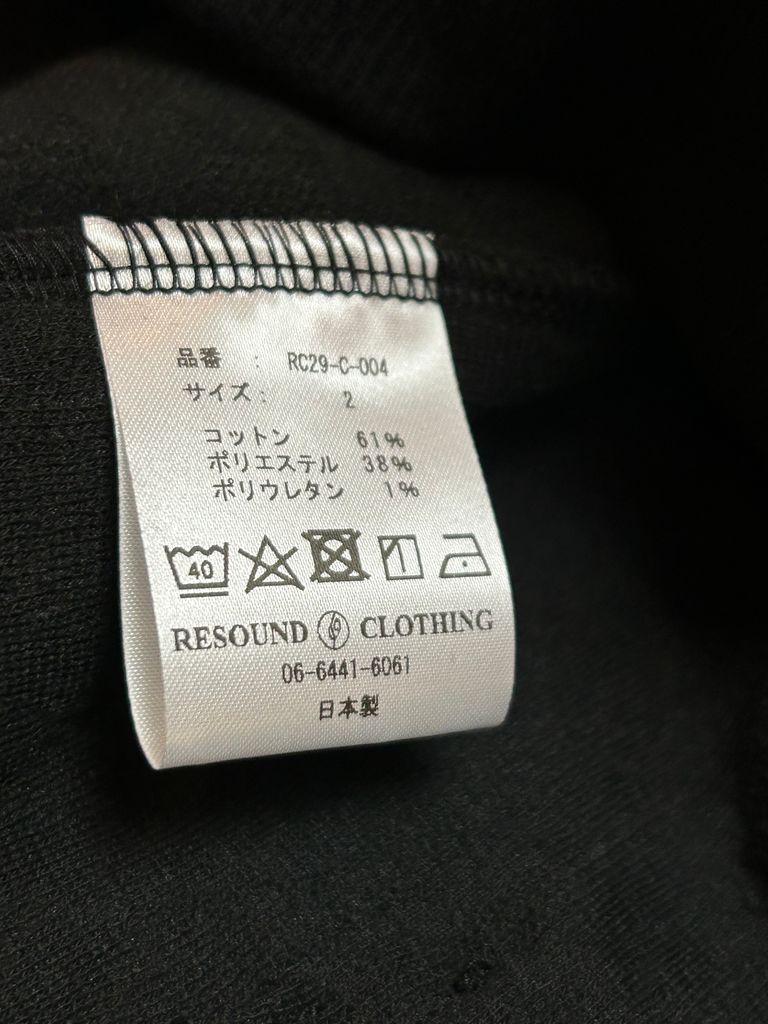 品番 : RC29-C-004
サイズ: 2
コットン 61%
ポリエステル 38%
ポリウレタン 1%
40
RESOUND CLOTHING
06-6441-6061
日本製